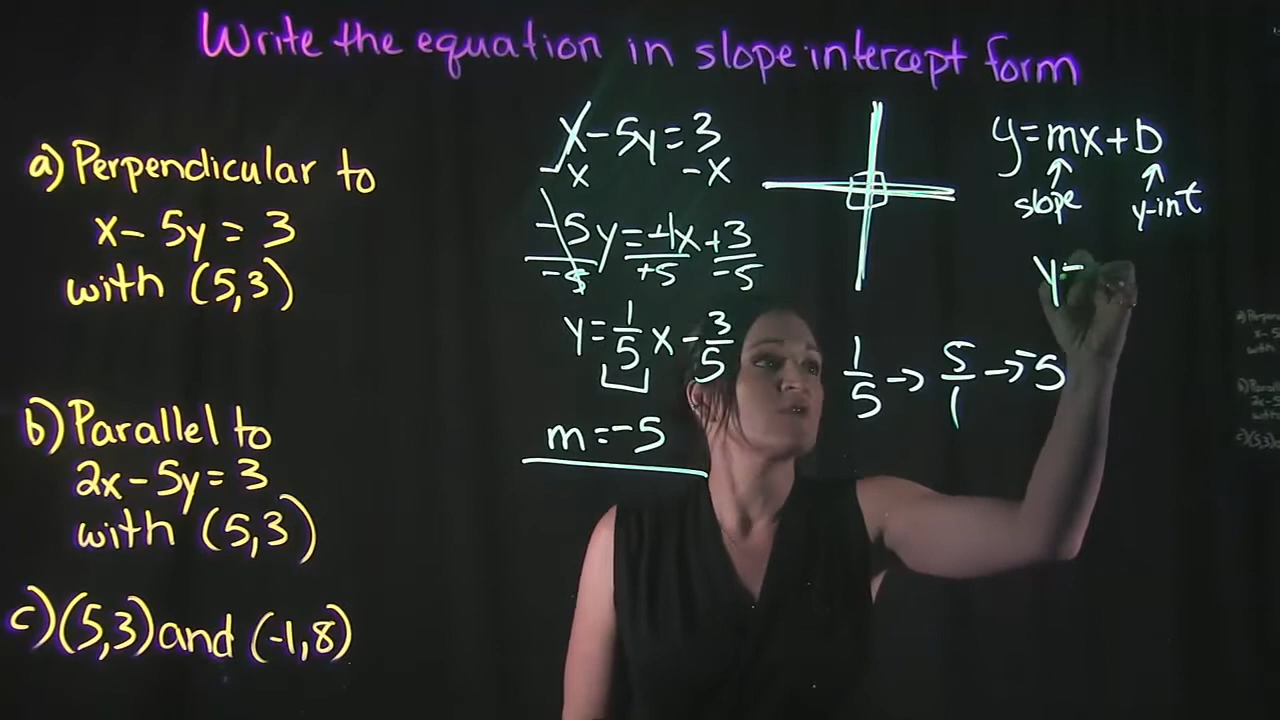 Write the equation in slope intercept form
a) Perpendicular to
x - 5y = 3
with (5,3)
b) Parallel to
2x - 5y = 3
with (5,3)
c) (5,3) and (-1,8)
x - 5y = 3
-x -x
-5y = -1x + 3
-5 +5 -5
y = 1/5 x - 3/5
m = -5
1/5 → 5/1 → -5
y = mx + b
slope y-int
y =